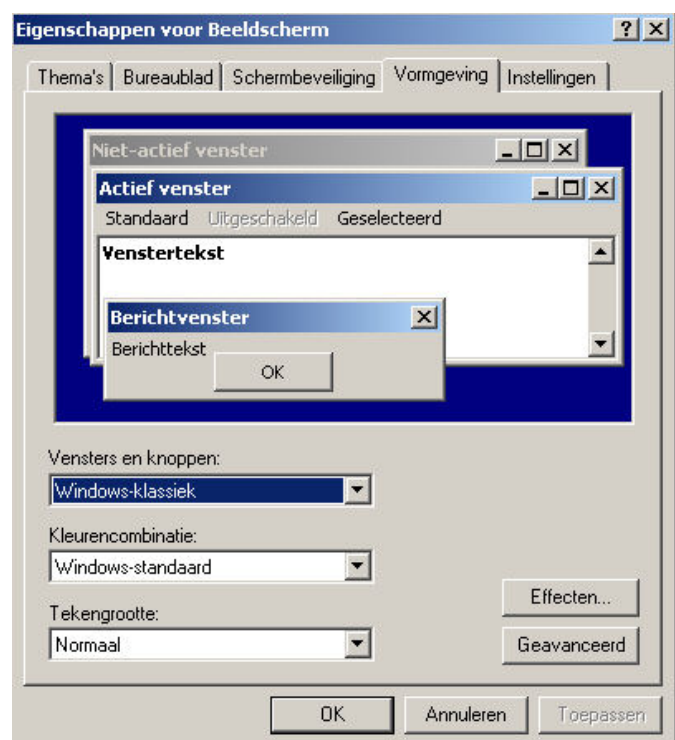 Eigenschappen voor Beeldscherm
Thema's Bureaublad Schermbeveiliging Vormgeving Instellingen
Niet-actief venster
Actief venster
Standaard Uitgeschakeld Geselecteerd
Venstertekst
Berichtvenster
Berichttekst
OK
Vensters en knoppen:
Windows-klassiek
Kleurencombinatie:
Windows-standaard
Effecten...
Tekengrootte:
Normaal
Geavanceerd
OK Annuleren Toepassen